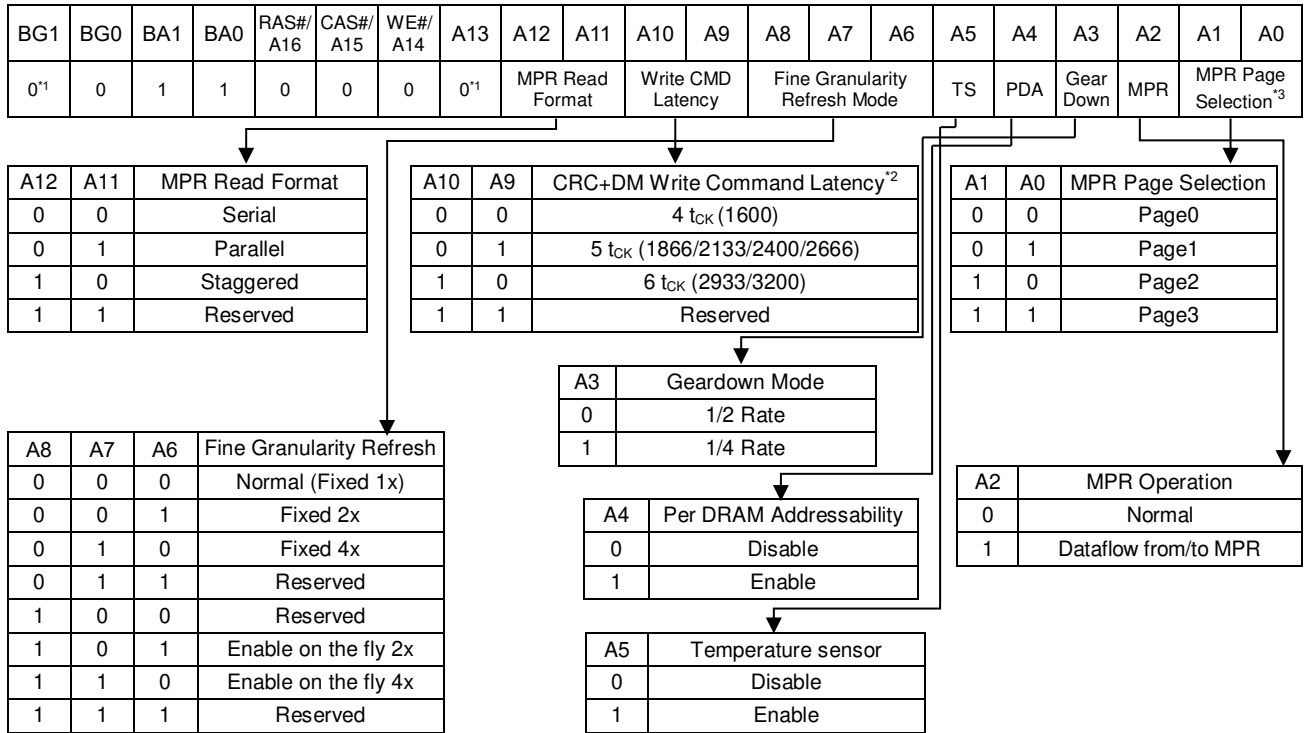 BG1 BG0 BA1 BA0 RAS#/A16 CAS#/A15 WE#/A14 A13 A12 A11 A10 A9 A8 A7 A6 A5 A4 A3 A2 A1 A0
0*1 0 1 1 0 0 0 0*1 MPR Read Format Write CMD Latency Fine Granularity Refresh Mode TS PDA Gear Down MPR MPR Page Selection*3
A12 A11 MPR Read Format
0 0 Serial
0 1 Parallel
1 0 Staggered
1 1 Reserved
A10 A9 CRC+DM Write Command Latency*2
0 0 4 tCK (1600)
0 1 5 tCK (1866/2133/2400/2666)
1 0 6 tCK (2933/3200)
1 1 Reserved
A1 A0 MPR Page Selection
0 0 Page0
0 1 Page1
1 0 Page2
1 1 Page3
A3 Geardown Mode
0 1/2 Rate
1 1/4 Rate
A8 A7 A6 Fine Granularity Refresh
0 0 0 Normal (Fixed 1x)
0 0 1 Fixed 2x
0 1 0 Fixed 4x
0 1 1 Reserved
1 0 0 Reserved
1 0 1 Enable on the fly 2x
1 1 0 Enable on the fly 4x
1 1 1 Reserved
A4 Per DRAM Addressability
0 Disable
1 Enable
A2 MPR Operation
0 Normal
1 Dataflow from/to MPR
A5 Temperature sensor
0 Disable
1 Enable